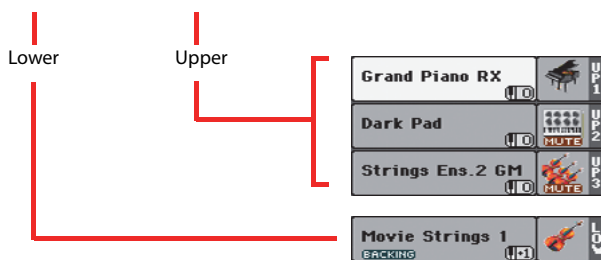 Lower Upper
Grand Piano RX UP1
0
Dark Pad UP2
0 MUTE
Strings Ens.2 GM UP3
0 MUTE
Movie Strings 1
BACKING +1